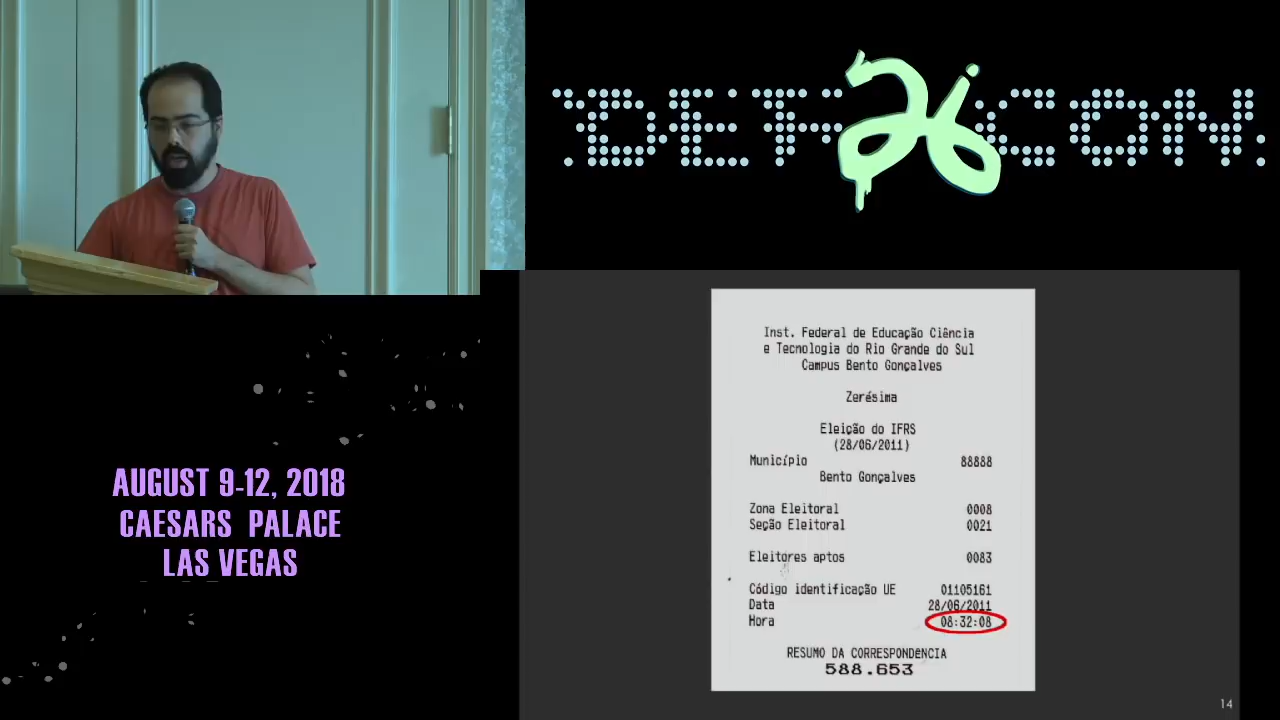 DEF 26 CON
AUGUST 9-12, 2018
CAESARS PALACE
LAS VEGAS
Inst. Federal de Educação Ciência
e Tecnologia do Rio Grande do Sul
Campus Bento Gonçalves
Zerésima
Eleição do IFRS
(28/06/2011)
Município 88888
Bento Gonçalves
Zona Eleitoral 0008
Seção Eleitoral 0021
Eleitores aptos 0083
Código identificação UE 01105161
Data 28/06/2011
Hora 08:32:08
RESUMO DA CORRESPONDêNCIA
588.653
14